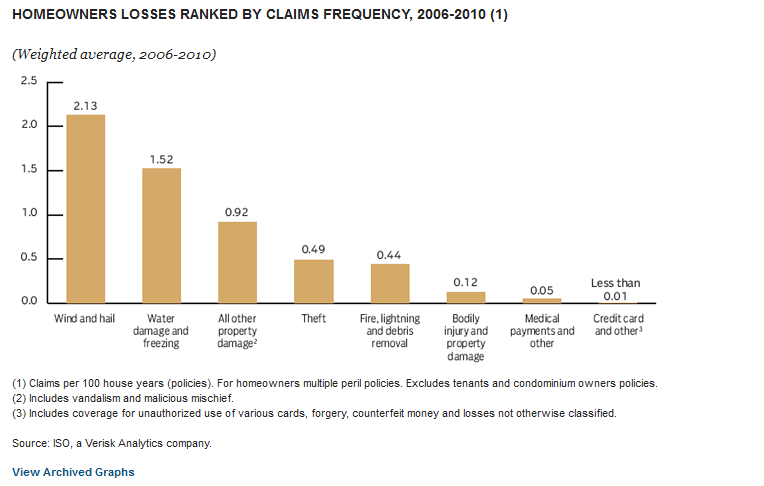 HOMEOWNERS LOSSES RANKED BY CLAIMS FREQUENCY, 2006-2010 (1)
(Weighted average, 2006-2010)
2.5
2.0
1.5
1.0
0.5
0.0
2.13
1.52
0.92
0.49
0.44
0.12
0.05
Less than
0.01
Wind and hail
Water
damage and
freezing
All other
property
damage²
Theft
Fire, lightning
and debris
removal
Bodily
injury and
property
damage
Medical
payments and
other
Credit card
and other³
(1) Claims per 100 house years (policies). For homeowners multiple peril policies. Excludes tenants and condominium owners policies.
(2) Includes vandalism and malicious mischief.
(3) Includes coverage for unauthorized use of various cards, forgery, counterfeit money and losses not otherwise classified.
Source: ISO, a Verisk Analytics company.
View Archived Graphs